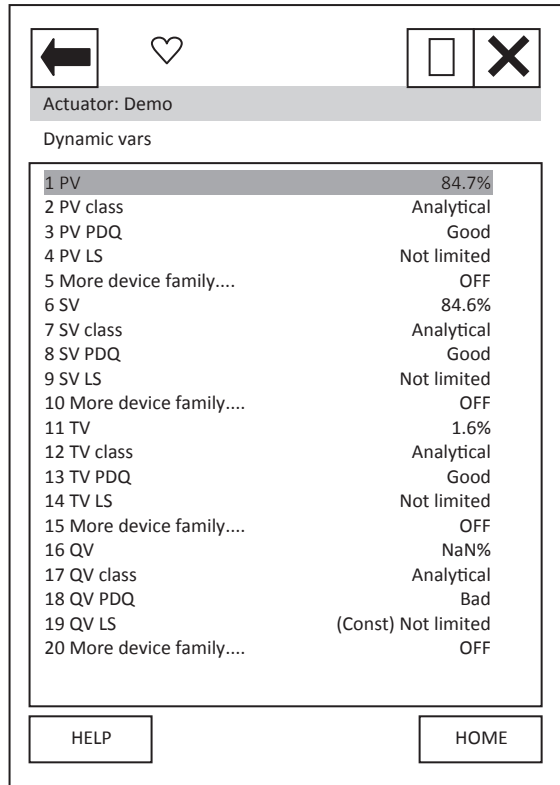 Actuator: Demo
Dynamic vars
1 PV 84.7%
2 PV class Analytical
3 PV PDQ Good
4 PV LS Not limited
5 More device family.... OFF
6 SV 84.6%
7 SV class Analytical
8 SV PDQ Good
9 SV LS Not limited
10 More device family.... OFF
11 TV 1.6%
12 TV class Analytical
13 TV PDQ Good
14 TV LS Not limited
15 More device family.... OFF
16 QV NaN%
17 QV class Analytical
18 QV PDQ Bad
19 QV LS (Const) Not limited
20 More device family.... OFF
HELP HOME